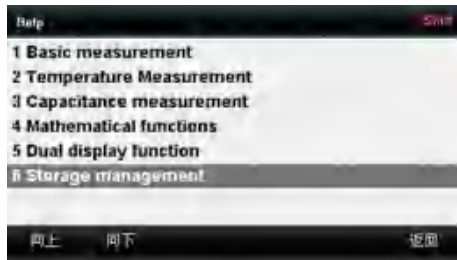 Help
1 Basic measurement
2 Temperature Measurement
3 Capacitance measurement
4 Mathematical functions
5 Dual display function
6 Storage management
向上 向下 返回